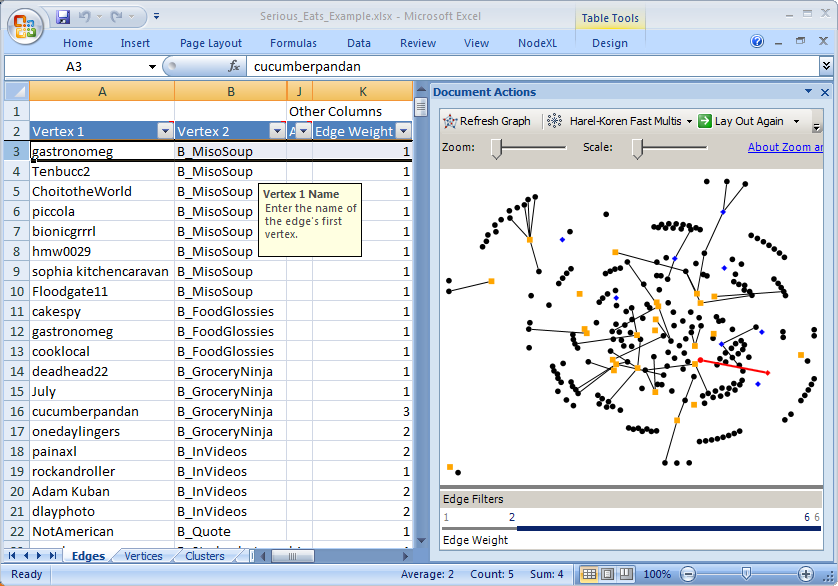 Serious_Eats_Example.xlsx - Microsoft Excel
Table Tools
Home Insert Page Layout Formulas Data Review View NodeXL Design
A3 fx cucumberpandan
A B J K
Document Actions
1 Other Columns
2 Vertex 1 Vertex 2 A Edge Weight
3 gastronomeg B_MisoSoup 1
4 Tenbucc2 B_MisoSoup 1
5 ChoitotheWorld B_MisoSoup 1
6 piccola B_MisoSoup 1
7 bionicgrrrl B_MisoSoup 1
8 hmw0029 B_MisoSoup 1
9 sophia kitchencaravan B_MisoSoup 1
10 Floodgate11 B_MisoSoup 1
11 cakespy B_FoodGlossies 1
12 gastronomeg B_FoodGlossies 1
13 cooklocal B_FoodGlossies 1
14 deadhead22 B_GroceryNinja 1
15 July B_GroceryNinja 1
16 cucumberpandan B_GroceryNinja 3
17 onedaylingers B_GroceryNinja 2
18 painaxl B_InVideos 2
19 rockandroller B_InVideos 1
20 Adam Kuban B_InVideos 2
21 dlayphoto B_InVideos 2
22 NotAmerican B_Quote 1
Vertex 1 Name
Enter the name of
the edge's first
vertex.
Refresh Graph Harel-Koren Fast Multis Lay Out Again
Zoom: Scale: About Zoom an
Edge Filters
1 2 6 6
Edge Weight
Edges Vertices Clusters
Ready Average: 2 Count: 5 Sum: 4 100%